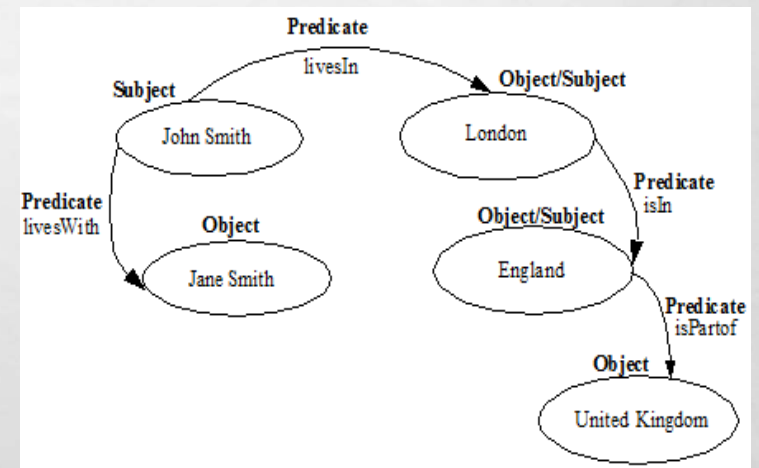 Predicate
livesIn
Subject
Object/Subject
John Smith
London
Predicate
livesWith
Predicate
isIn
Object
Object/Subject
Jane Smith
England
Predicate
isPartof
Object
United Kingdom